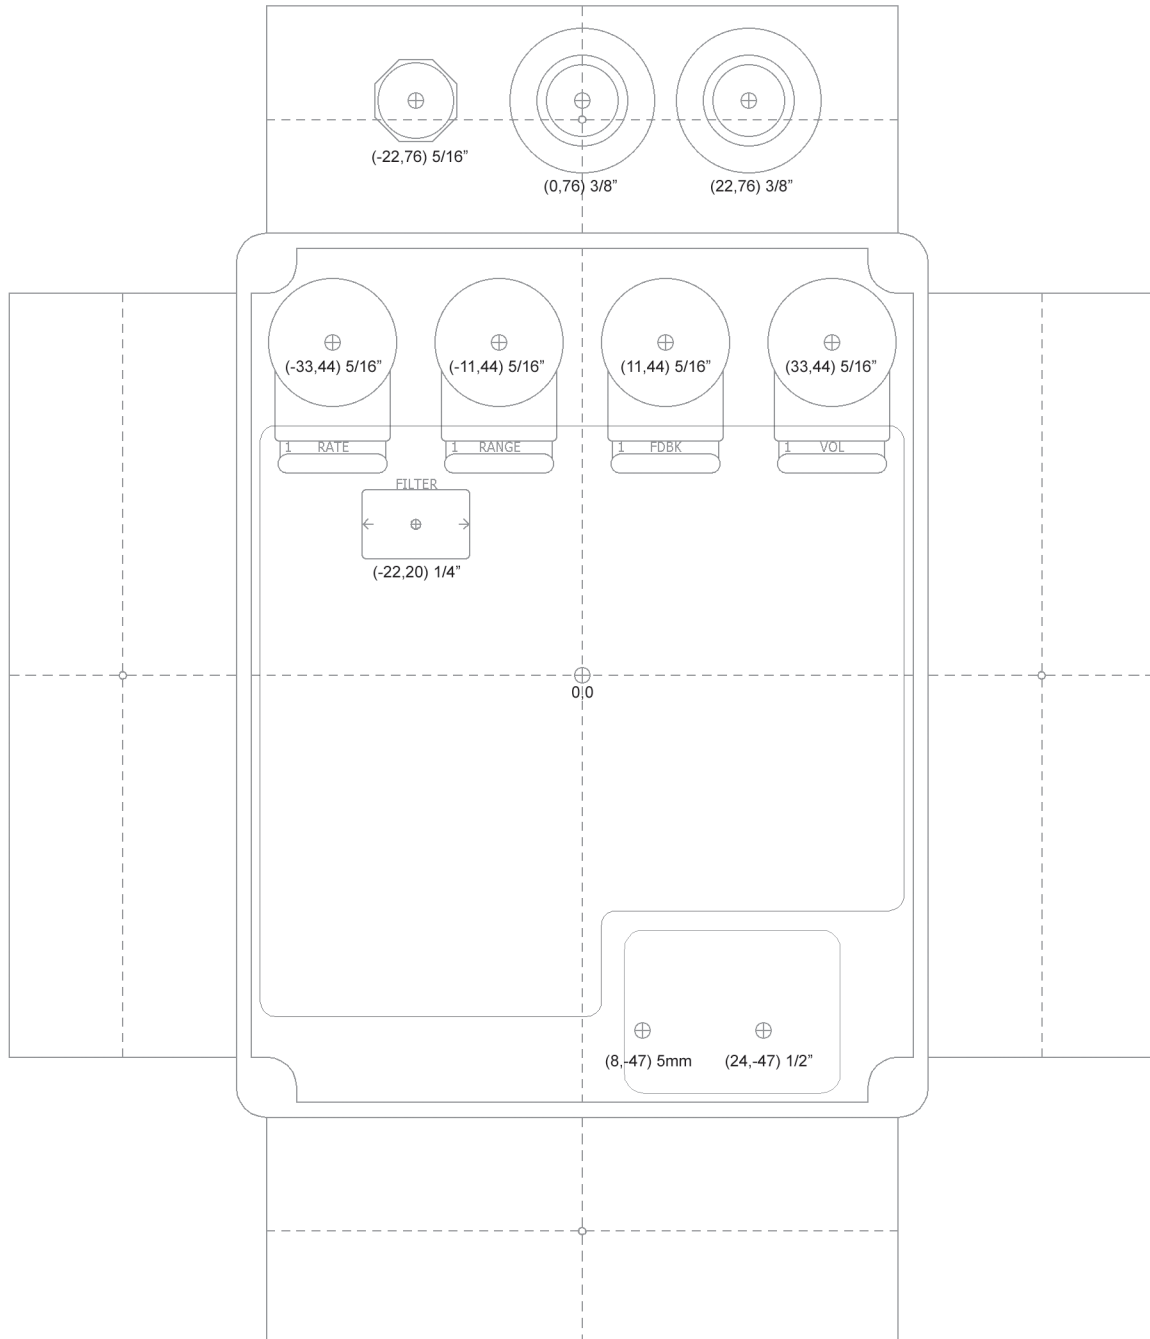 (-22,76) 5/16”
(0,76) 3/8”
(22,76) 3/8”
(-33,44) 5/16”
(-11,44) 5/16”
(11,44) 5/16”
(33,44) 5/16”
1 RATE
1 RANGE
1 FDBK
1 VOL
FILTER
(-22,20) 1/4”
0,0
(8,-47) 5mm
(24,-47) 1/2”